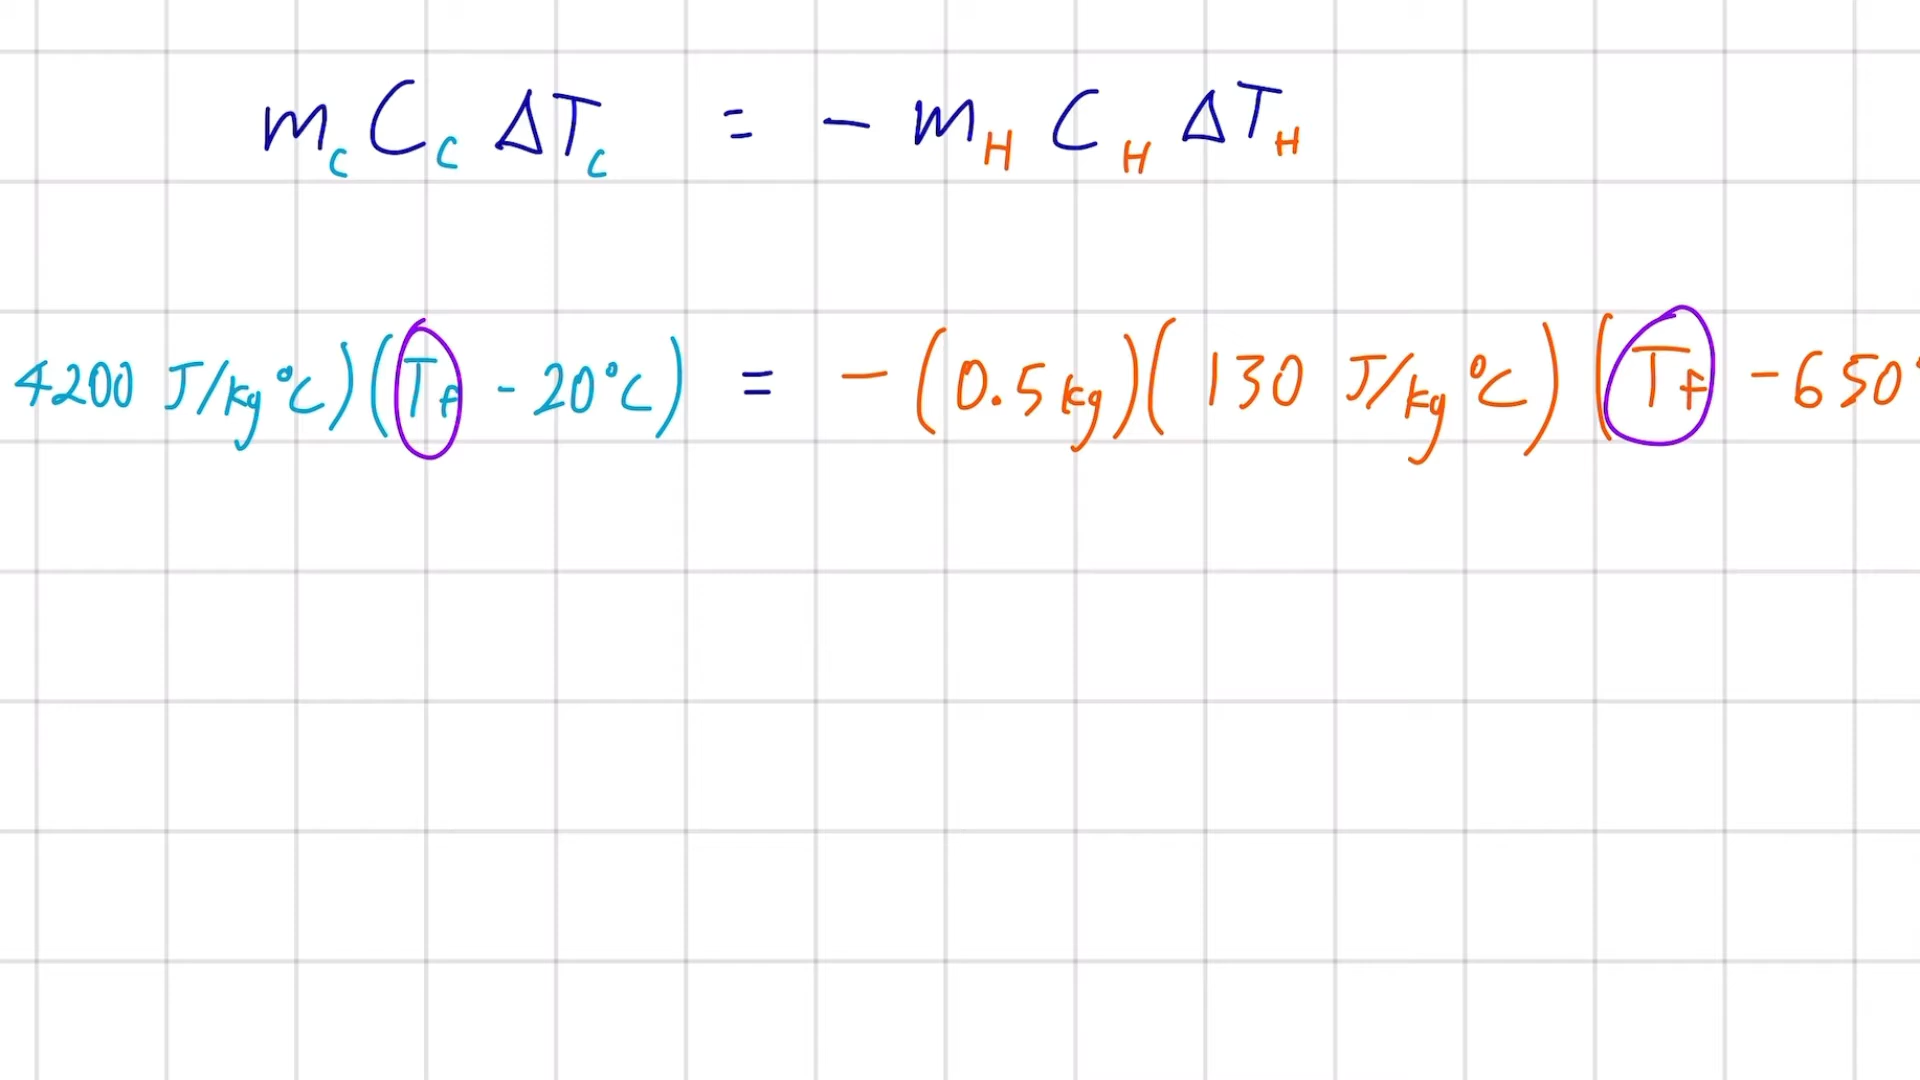 m_c C_c ΔT_c = - m_H C_H ΔT_H
4200 J/kg°C)(T_f - 20°C) = - (0.5 kg)(130 J/kg°C)(T_f - 650°